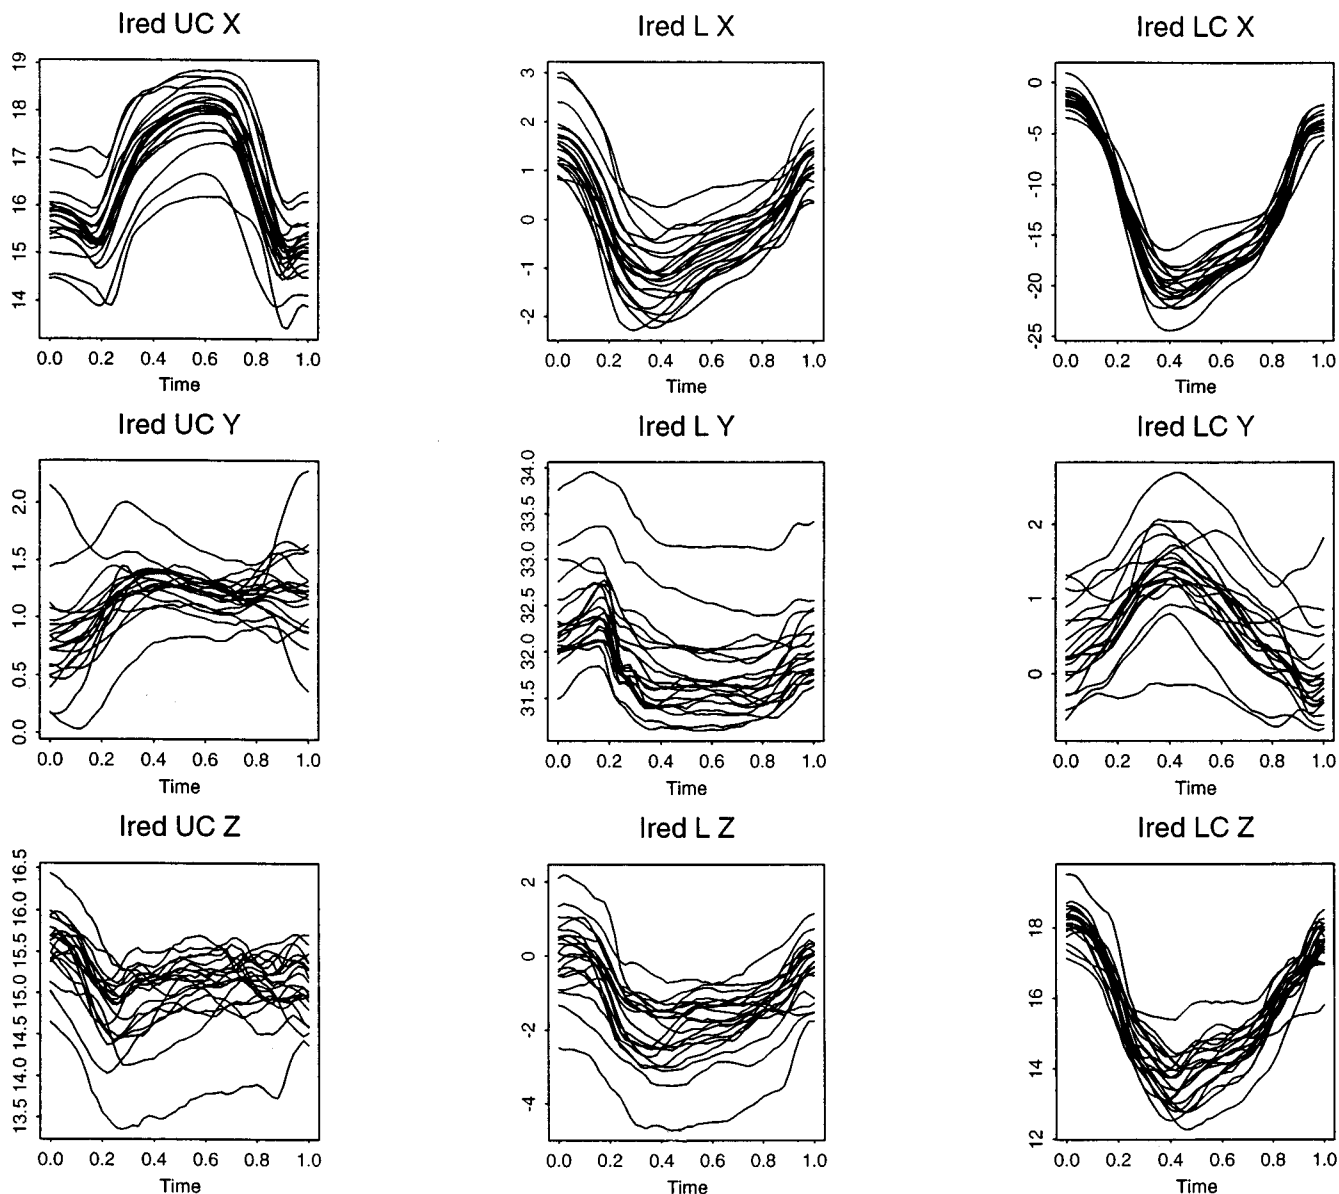 Ired UC X
Ired L X
Ired LC X
19
18
17
16
15
14
0.0 0.2 0.4 0.6 0.8 1.0
Time
3
2
1
0
-1
-2
0.0 0.2 0.4 0.6 0.8 1.0
Time
0
-5
-10
-15
-20
-25
0.0 0.2 0.4 0.6 0.8 1.0
Time
Ired UC Y
Ired L Y
Ired LC Y
2.0
1.5
1.0
0.5
0.0
0.0 0.2 0.4 0.6 0.8 1.0
Time
34.0
33.5
33.0
32.5
32.0
31.5
0.0 0.2 0.4 0.6 0.8 1.0
Time
2
1
0
0.0 0.2 0.4 0.6 0.8 1.0
Time
Ired UC Z
Ired L Z
Ired LC Z
16.5
16.0
15.5
15.0
14.5
14.0
13.5
0.0 0.2 0.4 0.6 0.8 1.0
Time
2
0
-2
-4
0.0 0.2 0.4 0.6 0.8 1.0
Time
18
16
14
12
0.0 0.2 0.4 0.6 0.8 1.0
Time